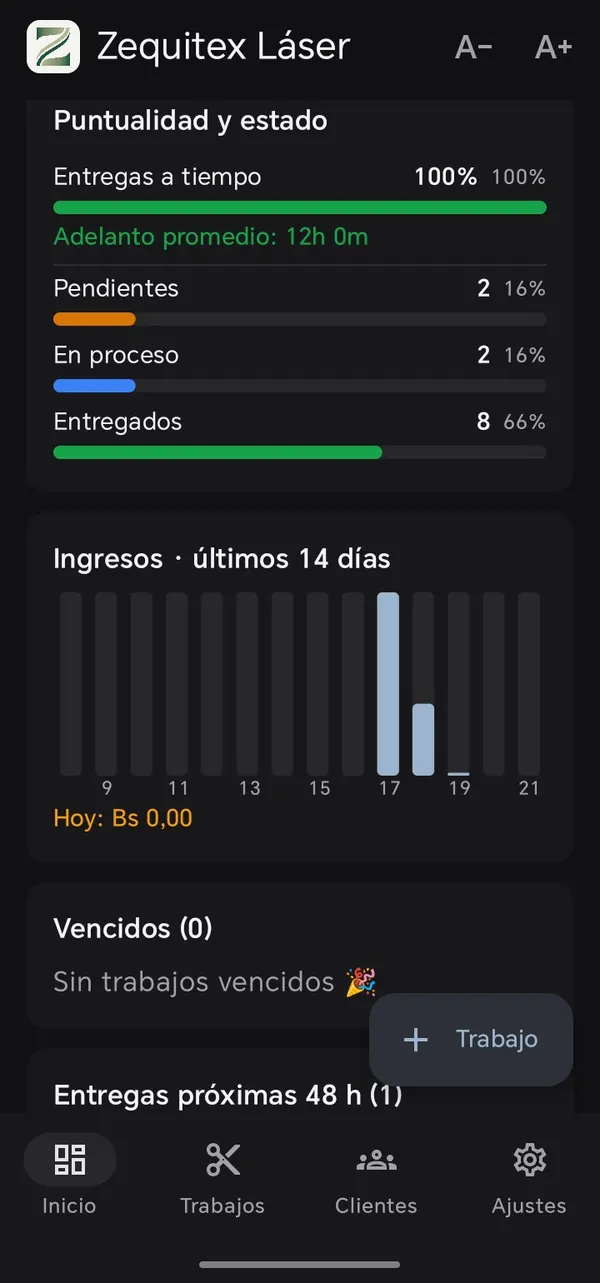 Zequitex Láser A− A+
Puntualidad y estado
Entregas a tiempo 100% 100%
Adelanto promedio: 12h 0m
Pendientes 2 16%
En proceso 2 16%
Entregados 8 66%
Ingresos · últimos 14 días
9 11 13 15 17 19 21
Hoy: Bs 0,00
Vencidos (0)
Sin trabajos vencidos 🎉
+ Trabajo
Entregas próximas 48 h (1)
Inicio Trabajos Clientes Ajustes